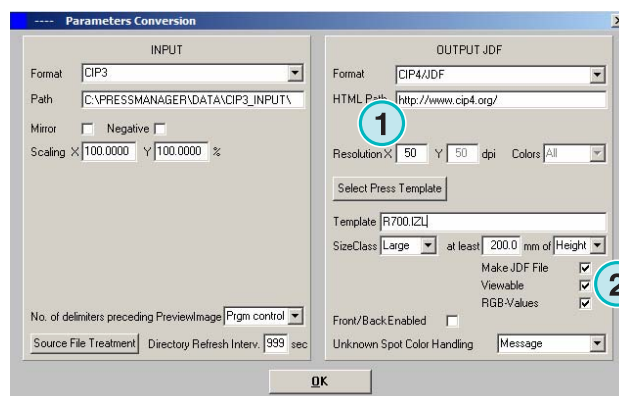 ---- Parameters Conversion
INPUT
Format CIP3
Path C:\PRESSMANAGER\DATA\CIP3_INPUT\
Mirror Negative
Scaling X 100.0000 Y 100.0000 %
No. of delimiters preceding PreviewImage Prgm control
Source File Treatment Directory Refresh Interv. 999 sec
OUTPUT JDF
Format CIP4/JDF
HTML Path http://www.cip4.org/
1
Resolution X 50 Y 50 dpi Colors All
Select Press Template
Template R700.IZL
SizeClass Large at least 200.0 mm of Height
Make JDF File
Viewable
2
RGB-Values
Front/Back Enabled
Unknown Spot Color Handling Message
OK